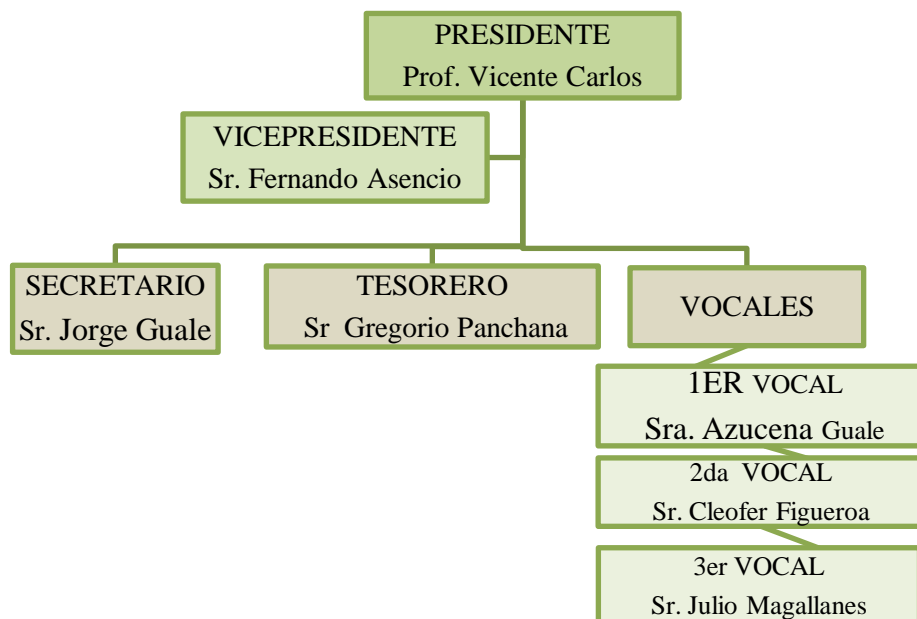 PRESIDENTE
Prof. Vicente Carlos
VICEPRESIDENTE
Sr. Fernando Asencio
SECRETARIO
Sr. Jorge Guale
TESORERO
Sr Gregorio Panchana
VOCALES
1ER VOCAL
Sra. Azucena Guale
2da VOCAL
Sr. Cleofer Figueroa
3er VOCAL
Sr. Julio Magallanes